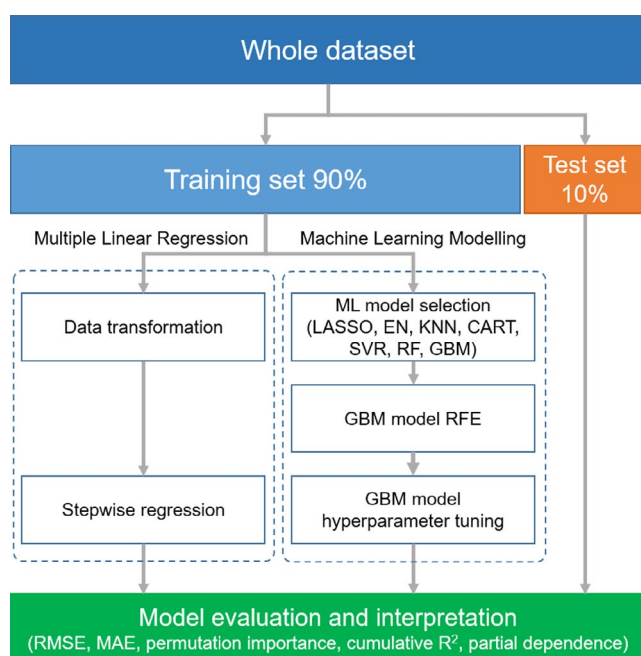 Whole dataset
Training set 90%
Test set
10%
Multiple Linear Regression
Machine Learning Modelling
Data transformation
ML model selection
(LASSO, EN, KNN, CART,
SVR, RF, GBM)
GBM model RFE
Stepwise regression
GBM model
hyperparameter tuning
Model evaluation and interpretation
(RMSE, MAE, permutation importance, cumulative R², partial dependence)